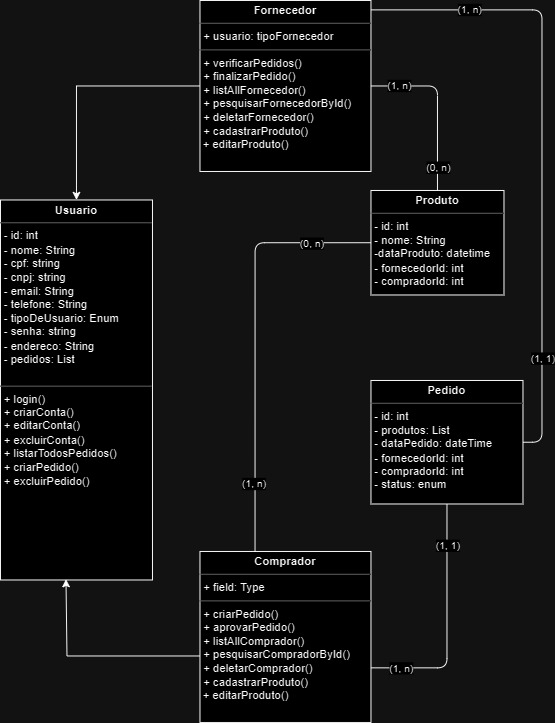 Fornecedor
+ usuario: tipoFornecedor
+ verificarPedidos()
+ finalizarPedido()
+ listAllFornecedor()
+ pesquisarFornecedorById()
+ deletarFornecedor()
+ cadastrarProduto()
+ editarProduto()
(1, n)
(1, n)
(0, n)
Usuario
- id: int
- nome: String
- cpf: string
- cnpj: string
- email: String
- telefone: String
- tipoDeUsuario: Enum
- senha: string
- endereco: String
- pedidos: List
+ login()
+ criarConta()
+ editarConta()
+ excluirConta()
+ listarTodosPedidos()
+ criarPedido()
+ excluirPedido()
Produto
- id: int
- nome: String
-dataProduto: datetime
- fornecedorId: int
- compradorId: int
(0, n)
(1, 1)
Pedido
- id: int
- produtos: List
- dataPedido: dateTime
- fornecedorId: int
- compradorId: int
- status: enum
(1, n)
(1, 1)
Comprador
+ field: Type
+ criarPedido()
+ aprovarPedido()
+ listAllComprador()
+ pesquisarCompradorById()
+ deletarComprador()
+ cadastrarProduto()
+ editarProduto()
(1, n)